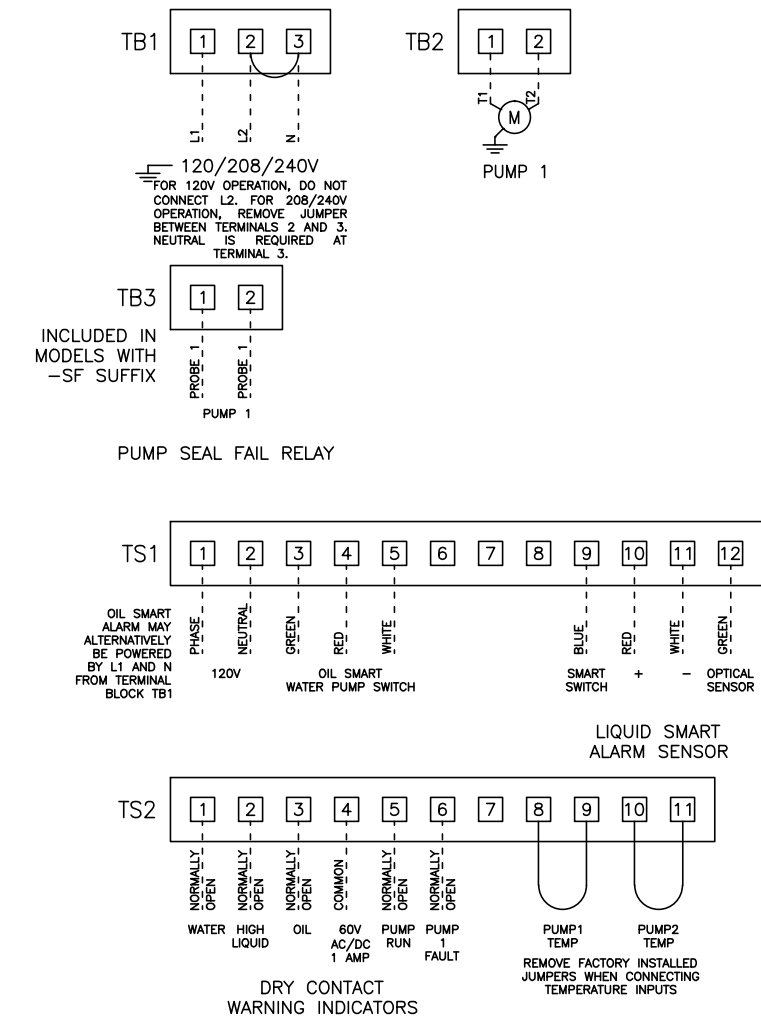 TB1 1 2 3
L1 L2 N
120/208/240V
FOR 120V OPERATION, DO NOT
CONNECT L2. FOR 208/240V
OPERATION, REMOVE JUMPER
BETWEEN TERMINALS 2 AND 3.
NEUTRAL IS REQUIRED AT
TERMINAL 3.
TB2 1 2
T1 T2
M
PUMP 1
TB3 1 2
INCLUDED IN
MODELS WITH
-SF SUFFIX
PROBE 1 PROBE 1
PUMP 1
PUMP SEAL FAIL RELAY
TS1 1 2 3 4 5 6 7 8 9 10 11 12
OIL SMART
ALARM MAY
ALTERNATIVELY
BE POWERED
BY L1 AND N
FROM TERMINAL
BLOCK TB1
PHASE NEUTRAL GREEN RED WHITE BLUE RED WHITE GREEN
120V
OIL SMART
WATER PUMP SWITCH
SMART
SWITCH
+ -
OPTICAL
SENSOR
LIQUID SMART
ALARM SENSOR
TS2 1 2 3 4 5 6 7 8 9 10 11
NORMALLY
OPEN
NORMALLY
OPEN
NORMALLY
OPEN
COMMON
NORMALLY
OPEN
NORMALLY
OPEN
WATER
HIGH
LIQUID
OIL
60V
AC/DC
1 AMP
PUMP
RUN
PUMP
1
FAULT
PUMP1
TEMP
PUMP2
TEMP
REMOVE FACTORY INSTALLED
JUMPERS WHEN CONNECTING
TEMPERATURE INPUTS
DRY CONTACT
WARNING INDICATORS